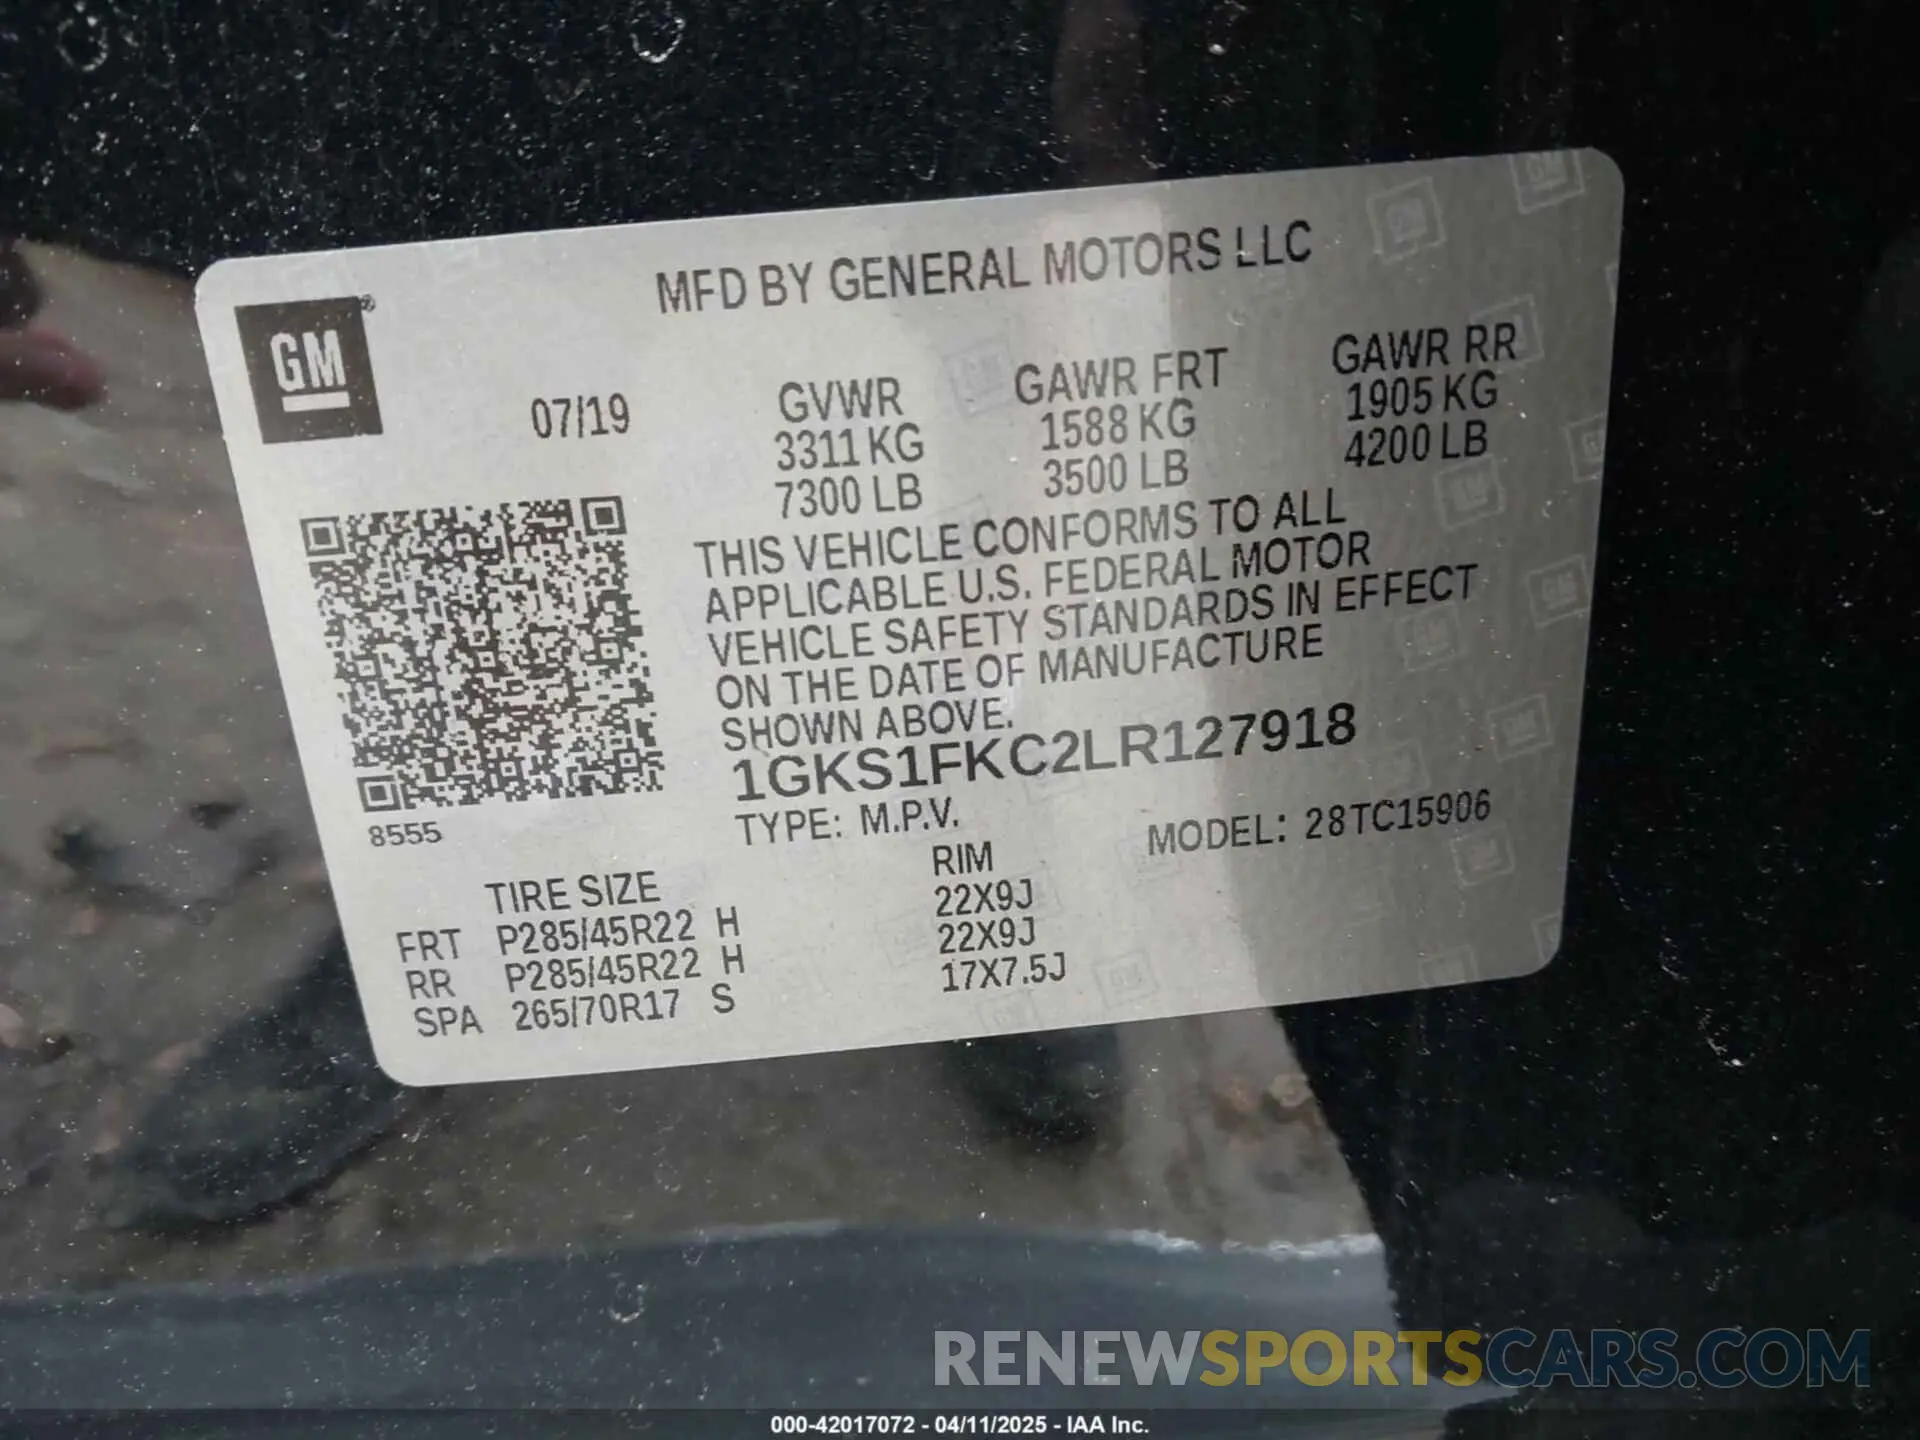 MFD BY GENERAL MOTORS LLC
GM ®
07/19
GVWR
3311 KG
7300 LB
GAWR FRT
1588 KG
3500 LB
GAWR RR
1905 KG
4200 LB
THIS VEHICLE CONFORMS TO ALL
APPLICABLE U.S. FEDERAL MOTOR
VEHICLE SAFETY STANDARDS IN EFFECT
ON THE DATE OF MANUFACTURE
SHOWN ABOVE.
1GKS1FKC2LR127918
8555
TYPE: M.P.V.
MODEL: 28TC15906
TIRE SIZE RIM
FRT P285/45R22 H 22X9J
RR P285/45R22 H 22X9J
SPA 265/70R17 S 17X7.5J
RENEWSPORTSCARS.COM
000-42017072 - 04/11/2025 - IAA Inc.